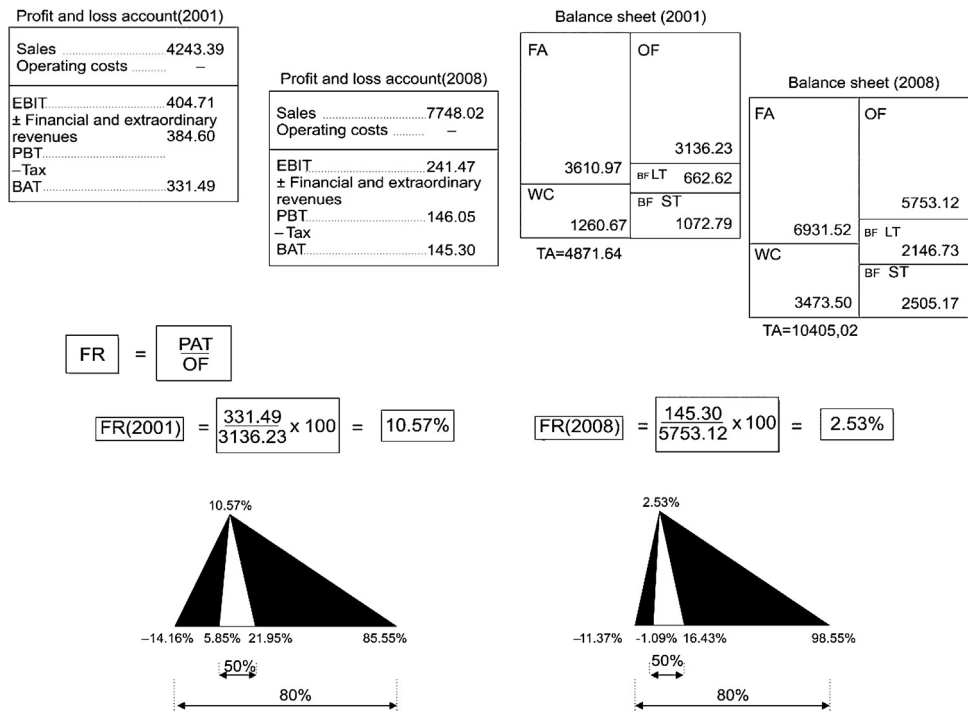 Profit and loss account(2001)
Sales 4243.39
Operating costs –
EBIT 404.71
± Financial and extraordinary
revenues 384.60
PBT
–Tax
BAT 331.49
Profit and loss account(2008)
Sales 7748.02
Operating costs –
EBIT 241.47
± Financial and extraordinary
revenues
PBT 146.05
–Tax
BAT 145.30
Balance sheet (2001)
FA OF
3136.23
3610.97 BF LT 662.62
WC BF ST
1260.67 1072.79
TA=4871.64
Balance sheet (2008)
FA OF
5753.12
6931.52 BF LT
WC 2146.73
BF ST
3473.50 2505.17
TA=10405,02
FR = PAT
OF
FR(2001) = 331.49
3136.23 x 100 = 10.57%
FR(2008) = 145.30
5753.12 x 100 = 2.53%
10.57%
–14.16% 5.85% 21.95% 85.55%
50%
80%
2.53%
–11.37% -1.09% 16.43% 98.55%
50%
80%